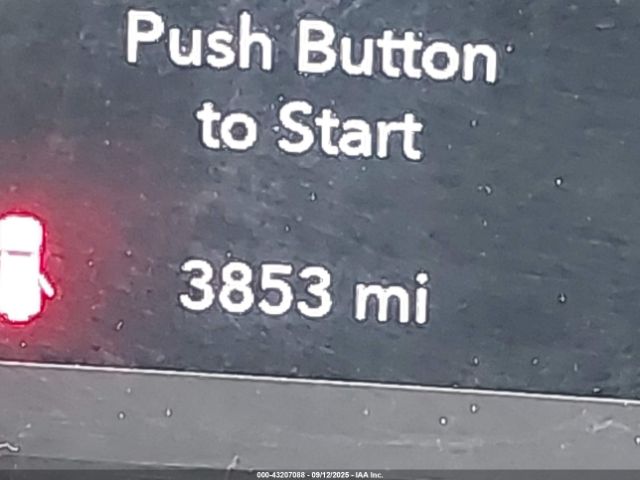 Push Button
to Start
3853 mi
000-43207088 - 09/12/2025 - IAA Inc.